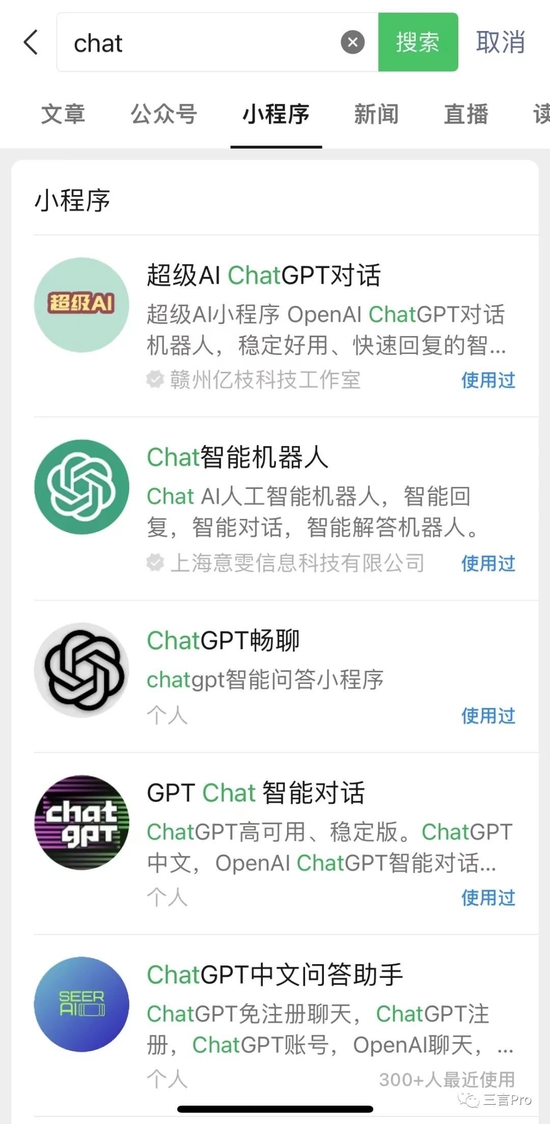 chat
搜索
取消
文章 公众号 小程序 新闻 直播
小程序
超级AI
超级AI ChatGPT对话
超级AI小程序 OpenAI ChatGPT对话
机器人，稳定好用、快速回复的智...
赣州亿枝科技工作室
使用过
Chat智能机器人
Chat AI人工智能机器人，智能回
复，智能对话，智能解答机器人。
上海意雯信息科技有限公司
使用过
ChatGPT畅聊
chatgpt智能问答小程序
个人
使用过
chat
gpt
GPT Chat 智能对话
ChatGPT高可用、稳定版。ChatGPT
中文，OpenAI ChatGPT智能对话...
个人
使用过
SEER
AI
ChatGPT中文问答助手
ChatGPT免注册聊天，ChatGPT注
册，ChatGPT账号，OpenAI聊天，...
个人
300+人最近使用
三言Pro